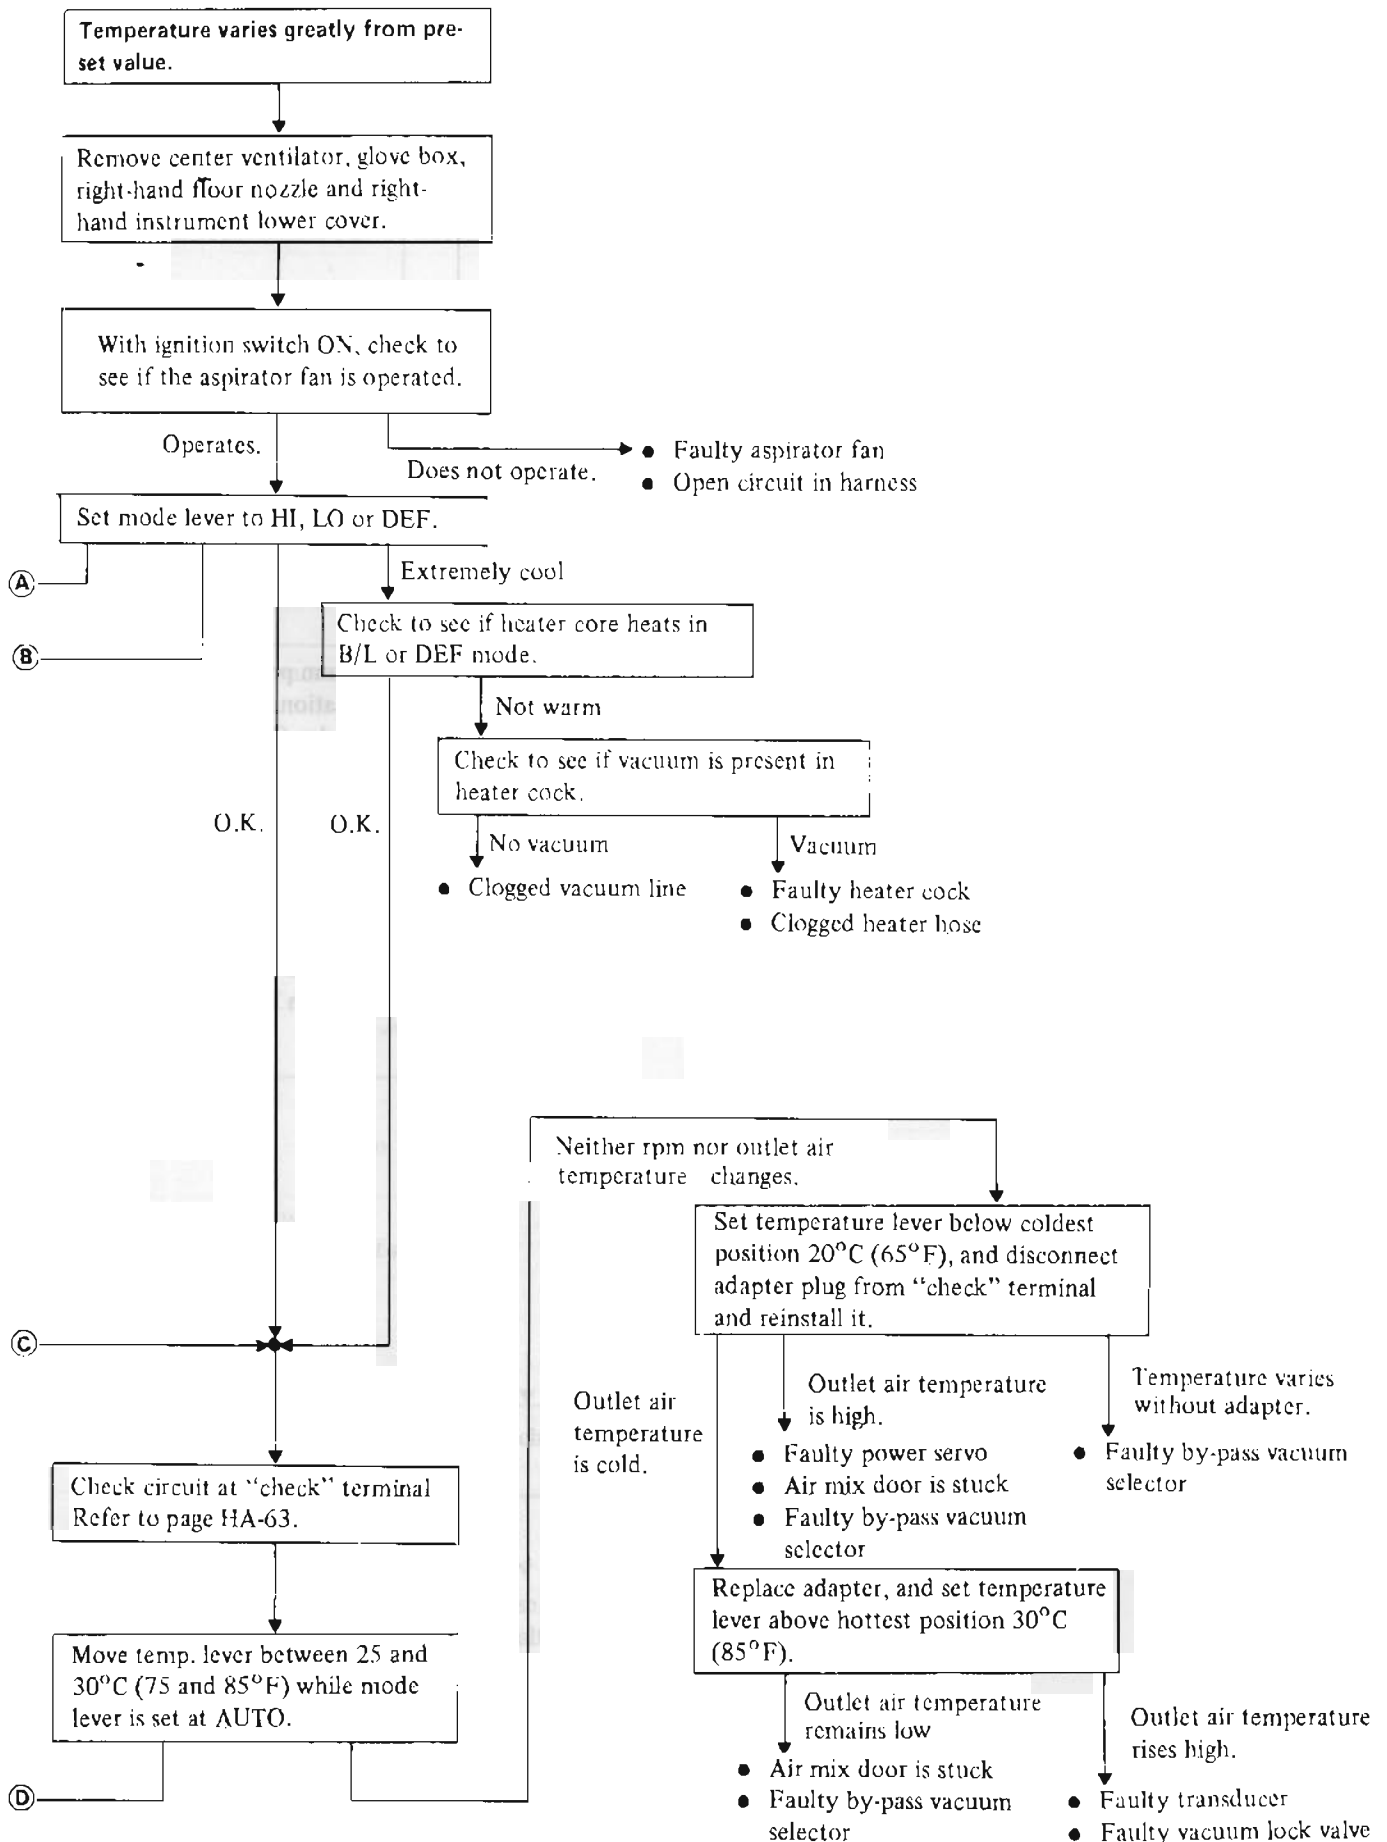 Temperature varies greatly from pre-
set value.
Remove center ventilator, glove box,
right-hand floor nozzle and right-
hand instrument lower cover.
With ignition switch ON, check to
see if the aspirator fan is operated.
Operates.
Does not operate.
● Faulty aspirator fan
● Open circuit in harness
Set mode lever to HI, LO or DEF.
A
B
Extremely cool
Check to see if heater core heats in
B/L or DEF mode.
Not warm
Check to see if vacuum is present in
heater cock.
O.K.
O.K.
No vacuum
● Clogged vacuum line
Vacuum
● Faulty heater cock
● Clogged heater hose
Neither rpm nor outlet air
temperature changes.
Set temperature lever below coldest
position 20°C (65°F), and disconnect
adapter plug from “check” terminal
and reinstall it.
C
Outlet air
temperature
is cold.
Outlet air temperature
is high.
● Faulty power servo
● Air mix door is stuck
● Faulty by-pass vacuum
selector
Temperature varies
without adapter.
● Faulty by-pass vacuum
selector
Check circuit at “check” terminal
Refer to page HA-63.
Replace adapter, and set temperature
lever above hottest position 30°C
(85°F).
Move temp. lever between 25 and
30°C (75 and 85°F) while mode
lever is set at AUTO.
D
Outlet air temperature
remains low
● Air mix door is stuck
● Faulty by-pass vacuum
selector
Outlet air temperature
rises high.
● Faulty transducer
● Faulty vacuum lock valve